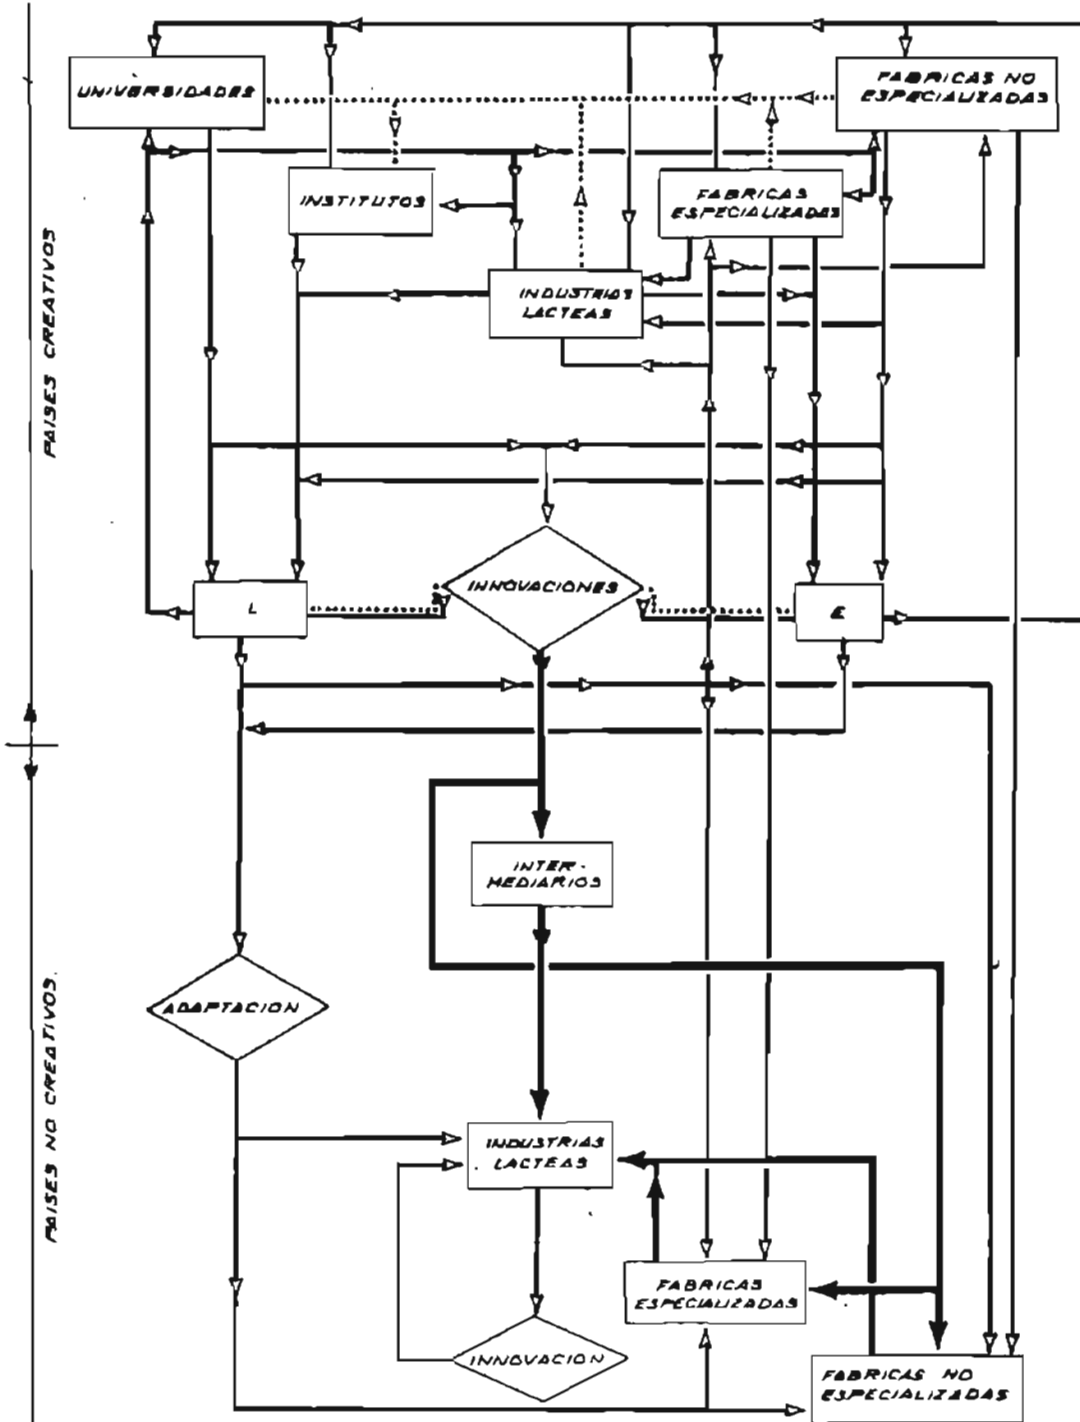 UNIVERSIDADES
FABRICAS NO
ESPECIALIZADAS
INSTITUTOS
FABRICAS
ESPECIALIZADAS
INDUSTRIAS
LACTEAS
PAISES CREATIVOS
INNOVACIONES
L
E
INTER-
MEDIARIOS
ADAPTACION
PAISES NO CREATIVOS.
INDUSTRIAS
LACTEAS
FABRICAS
ESPECIALIZADAS
INNOVACION
FABRICAS NO
ESPECIALIZADAS